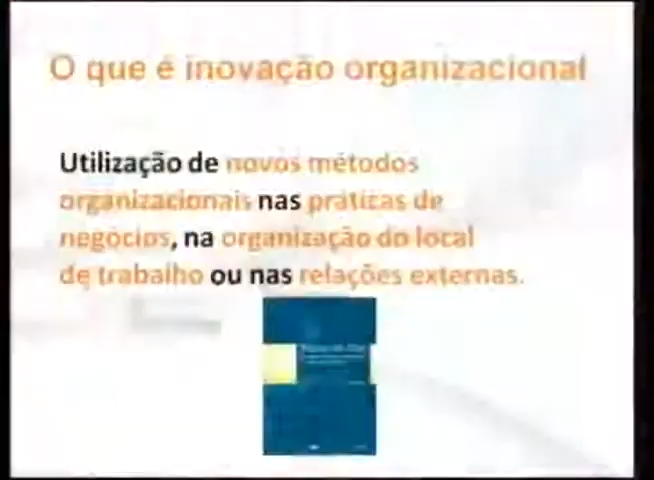 O que é inovação organizacional
Utilização de novos métodos
organizacionais nas práticas de
negócios, na organização do local
de trabalho ou nas relações externas.